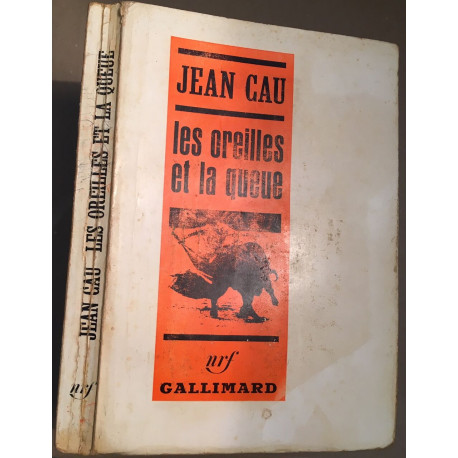 JEAN CAU
les oreilles
et la queue
nrf
GALLIMARD
JEAN CAU LES OREILLES ET LA QUEUE
nrf